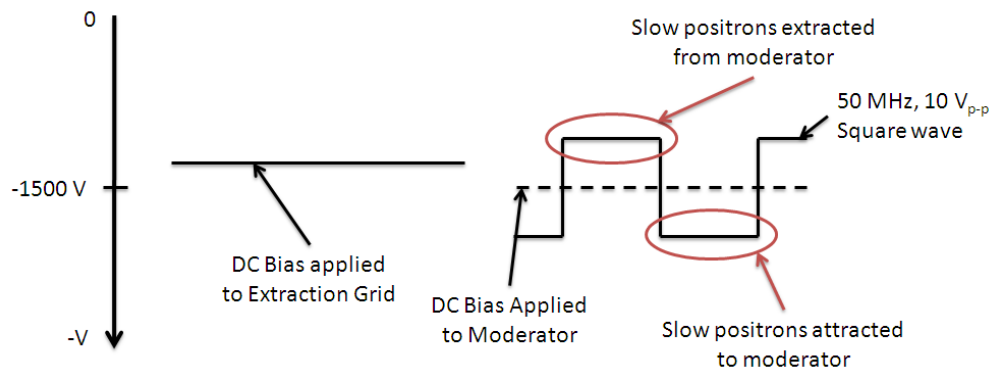 0
Slow positrons extracted
from moderator
50 MHz, 10 Vp-p
Square wave
-1500 V
DC Bias applied
to Extraction Grid
DC Bias Applied
to Moderator
Slow positrons attracted
to moderator
-V